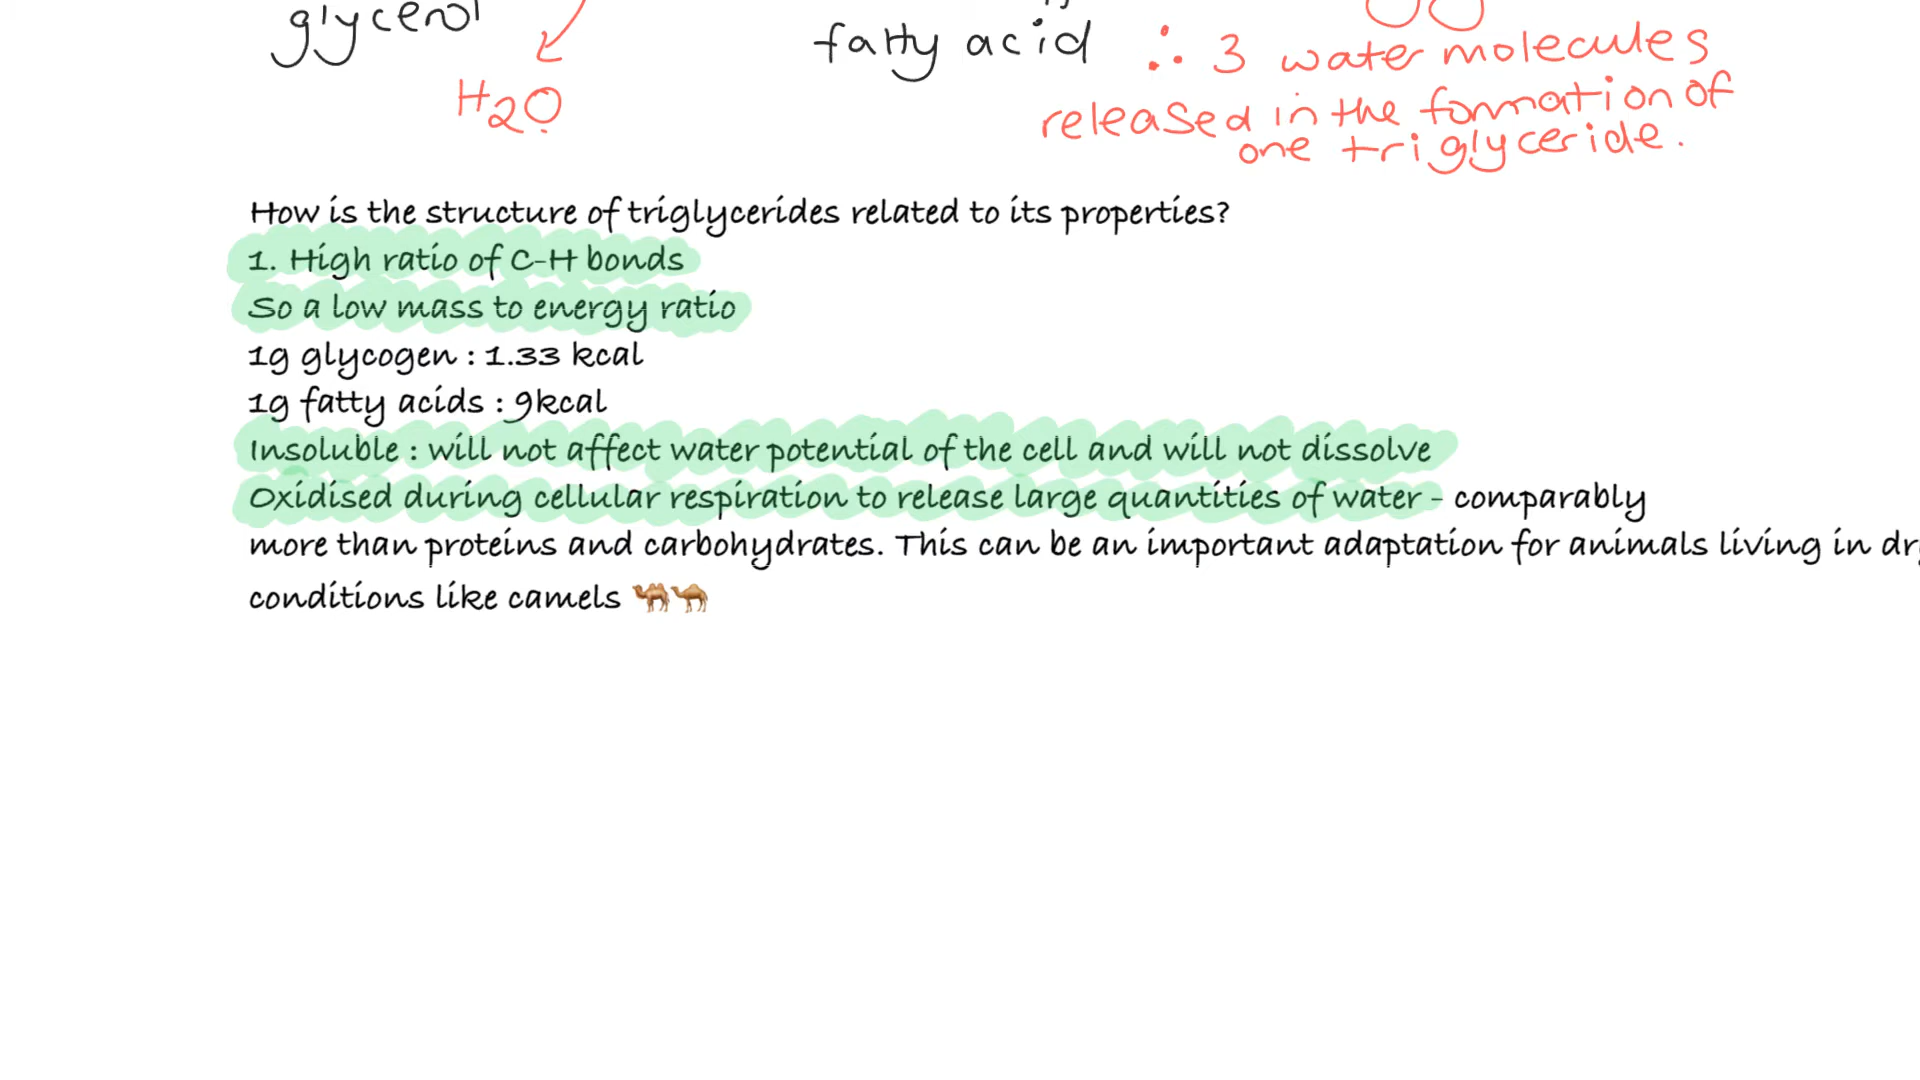 glycerol
fatty acid ∴ 3 water molecules
H2O
released in the formation of
one triglyceride.
How is the structure of triglycerides related to its properties?
1. High ratio of C-H bonds
So a low mass to energy ratio
1g glycogen : 1.33 kcal
1g fatty acids : 9kcal
Insoluble : will not affect water potential of the cell and will not dissolve
Oxidised during cellular respiration to release large quantities of water - comparably
more than proteins and carbohydrates. This can be an important adaptation for animals living in
conditions like camels 🐫🐪